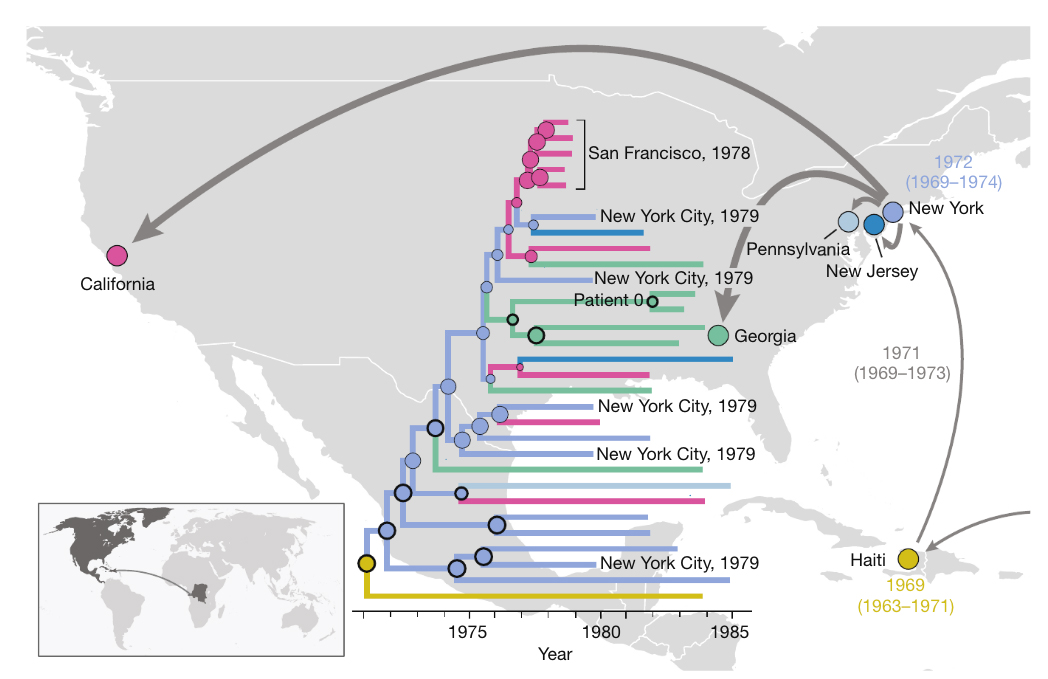 San Francisco, 1978
1972
(1969–1974)
New York
New York City, 1979
Pennsylvania
New Jersey
California
New York City, 1979
Patient 0
Georgia
1971
(1969–1973)
New York City, 1979
New York City, 1979
New York City, 1979
Haiti
1969
(1963–1971)
1975
1980
1985
Year